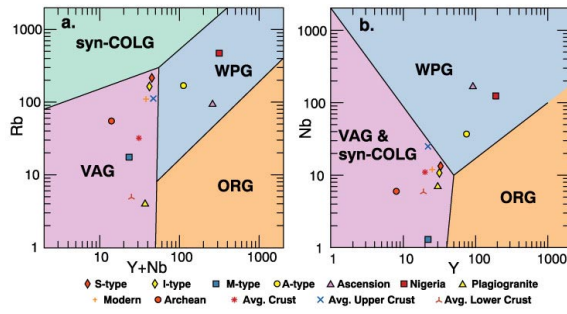 a.
syn-COLG
WPG
VAG
ORG
Rb
1000
100
10
1
10
100
1000
Y+Nb
b.
WPG
VAG &
syn-COLG
ORG
Nb
1000
100
10
1
1
10
100
1000
Y
S-type I-type M-type A-type Ascension Nigeria Plagiogranite
Modern Archean Avg. Crust Avg. Upper Crust Avg. Lower Crust